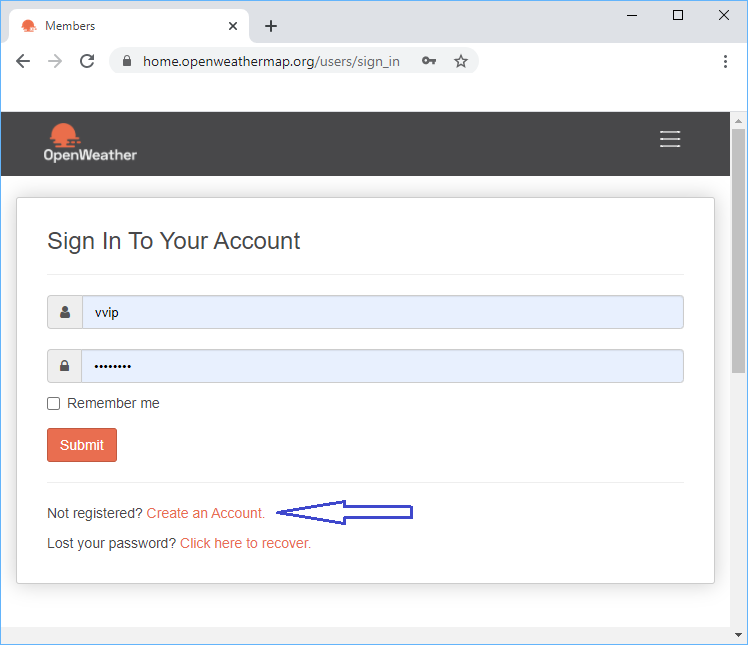 Members
home.openweathermap.org/users/sign_in
OpenWeather
Sign In To Your Account
vvip
••••••••
Remember me
Submit
Not registered? Create an Account.
Lost your password? Click here to recover.